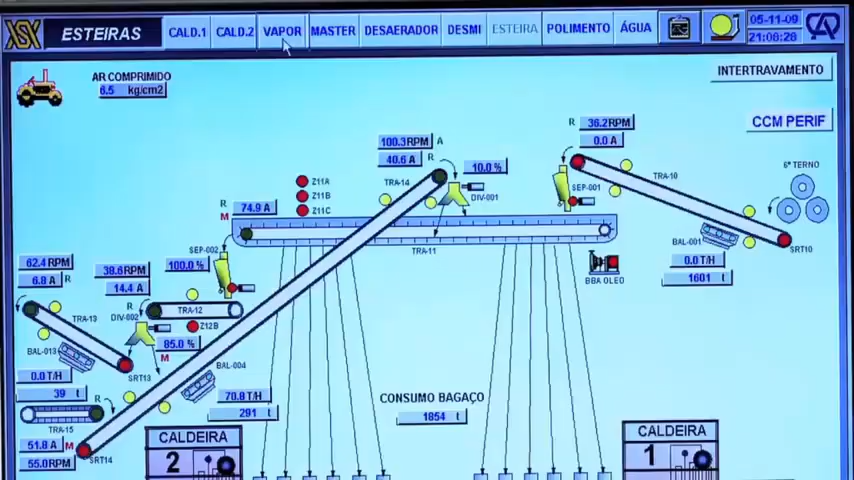 ESTEIRAS
CALD.1 CALD.2 VAPOR MASTER DESAERADOR DESMI ESTEIRA POLIMENTO ÁGUA
05-11-09
21:08:28
AR COMPRIMIDO
6.5 kg/cm2
INTERTRAVAMENTO
CCM PERIF
100.3RPM A
40.6 A R
TRA-14
10.0 %
DIV-001
R 36.2RPM
0.0 A
SEP-001
TRA-10
6º TERNO
Z11A
Z11B
Z11C
R
M
74.9 A
TRA-11
BAL-001
SRT10
0.0 T/H
1601 t
BBA OLEO
SEP-002
100.0 %
62.4RPM
6.8 A R
38.6RPM
14.4 A
R
DIV-002
TRA-12
Z12B
TRA-13
85.0 %
M
BAL-013
SRT13
0.0 T/H
39 t
BAL-004
70.8 T/H
291 t
TRA-15
51.8 A M
55.0RPM
SRT14
CONSUMO BAGAÇO
1854 t
CALDEIRA
2
CALDEIRA
1